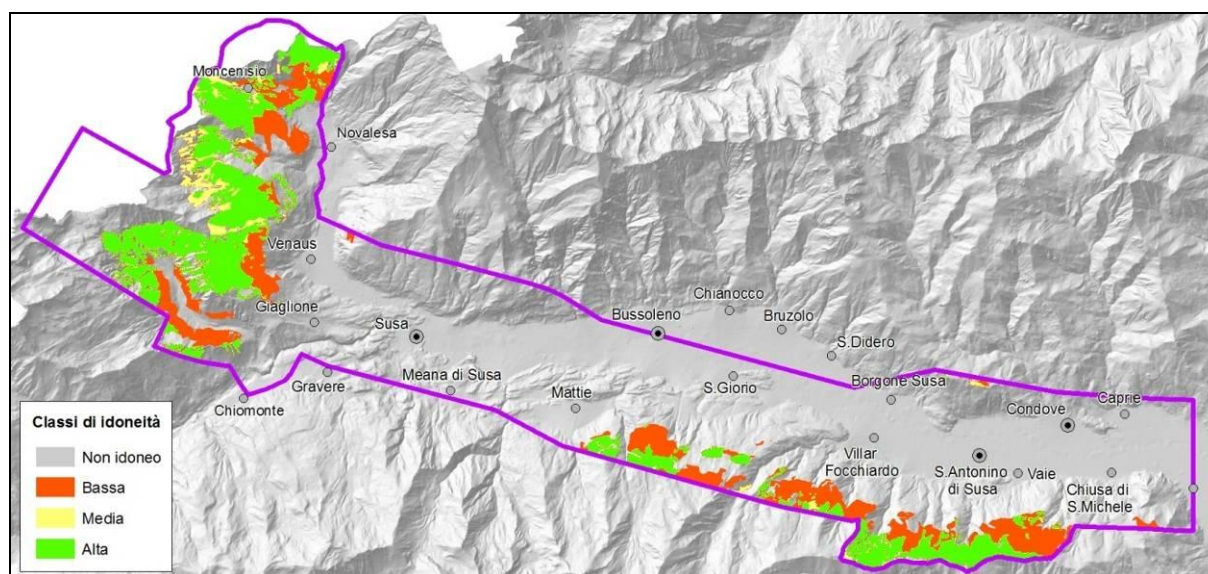 Moncenisio
Novalesa
Venaus
Giaglione
Susa
Chianocco
Bussoleno
Bruzolo
S.Didero
Gravere
Meana di Susa
Mattie
S.Giorio
Borgone Susa
Chiomonte
Condove
Caprie
Villar
Focchiardo
S.Antonino
di Susa
Vaie
Chiusa di
S.Michele
Classi di idoneità
Non idoneo
Bassa
Media
Alta